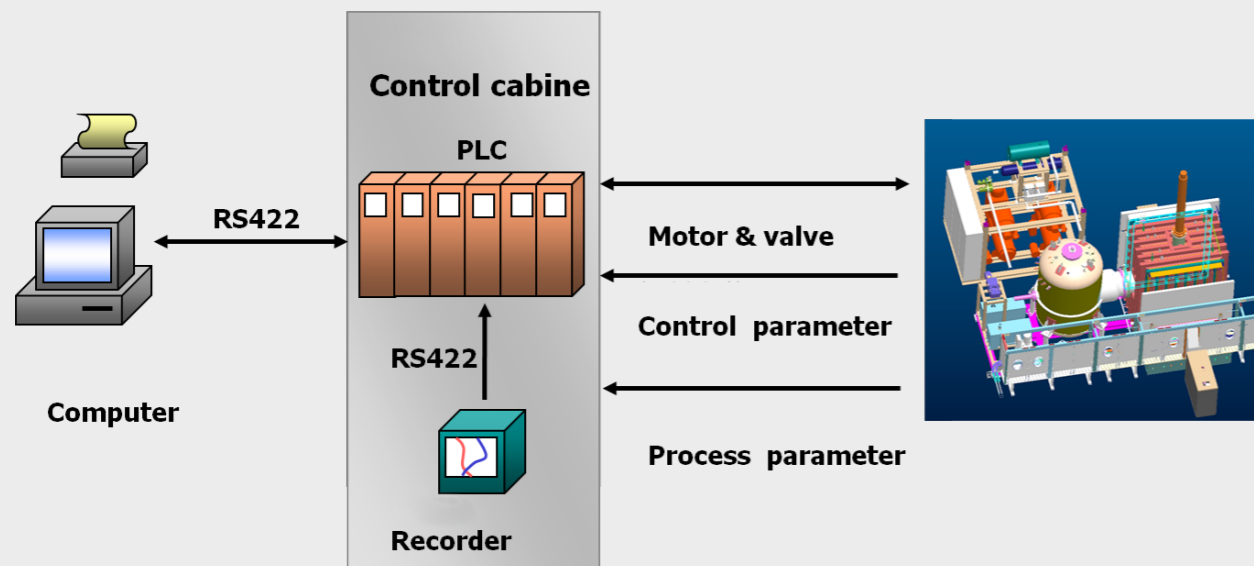 Control cabine
PLC
RS422
Motor & valve
Control parameter
RS422
Computer
Process parameter
Recorder